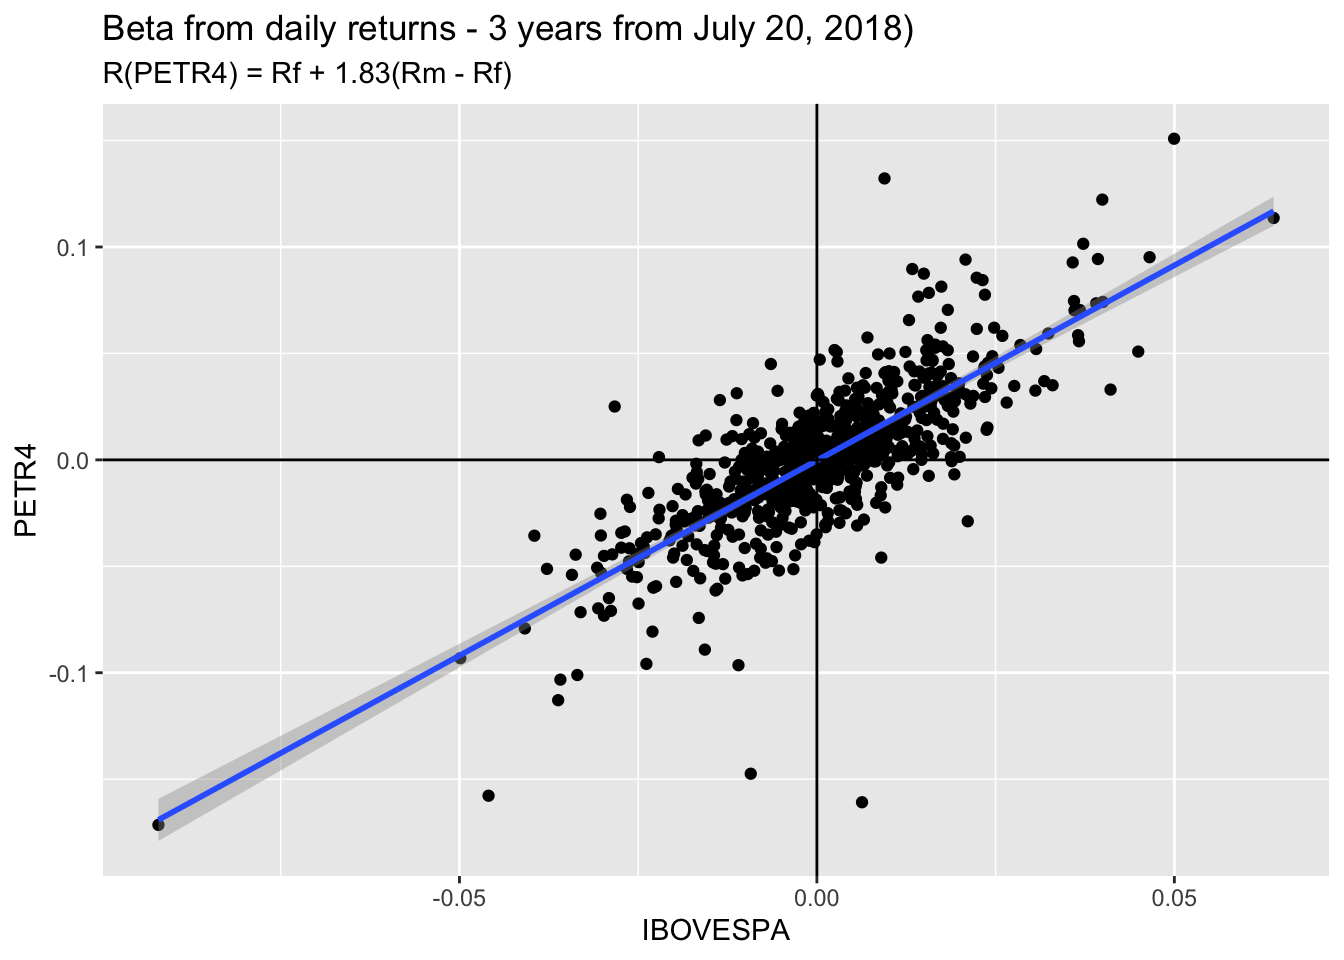 Beta from daily returns - 3 years from July 20, 2018)
R(PETR4) = Rf + 1.83(Rm - Rf)
PETR4
0.1
0.0
-0.1
-0.05
0.00
0.05
IBOVESPA